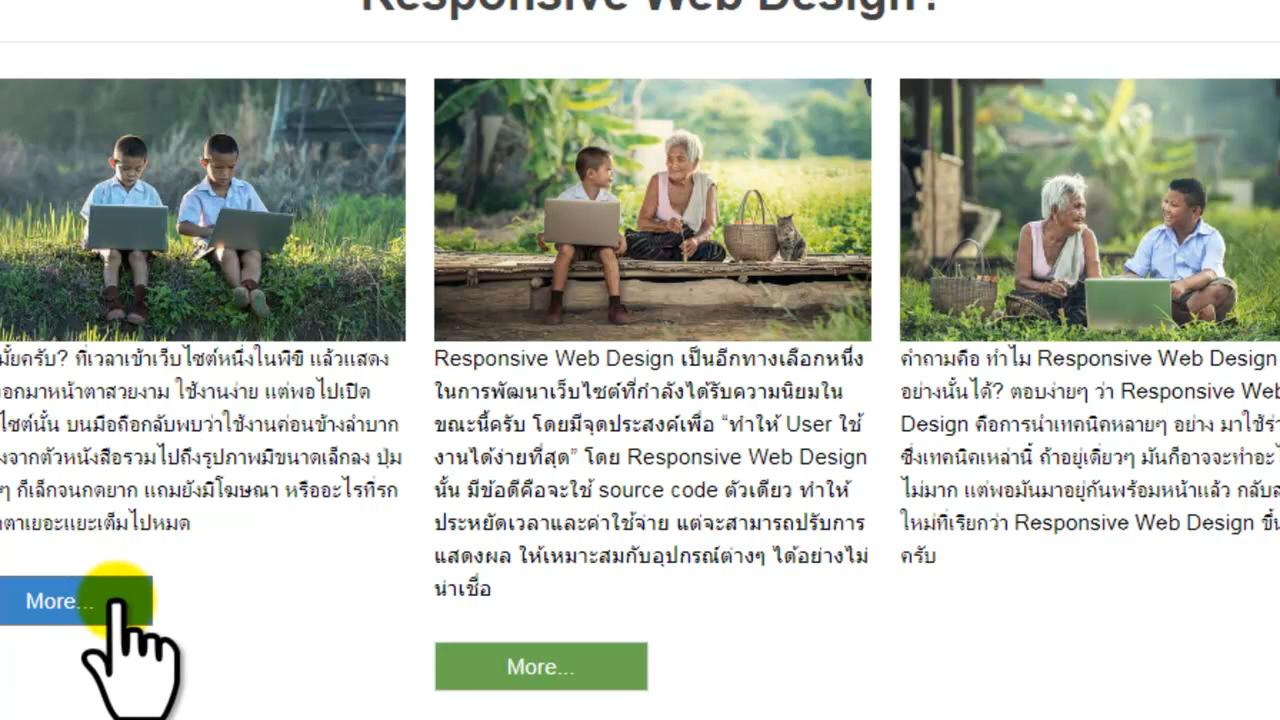 Responsive Web Design?
มั้ยครับ? ที่เวลาเข้าเว็บไซต์หนึ่งในพีซี แล้วแสดง
อกมาหน้าตาสวยงาม ใช้งานง่าย แต่พอไปเปิด
ไซต์นั้น บนมือถือกลับพบว่าใช้งานค่อนข้างลำบาก
งจากตัวหนังสือรวมไปถึงรูปภาพมีขนาดเล็กลง ปุ่ม
ๆ ก็เล็กจนกดยาก แถมยังมีโฆษณา หรืออะไรที่รก
ตาเยอะแยะเต็มไปหมด
More...
Responsive Web Design เป็นอีกทางเลือกหนึ่ง
ในการพัฒนาเว็บไซต์ที่กำลังได้รับความนิยมใน
ขณะนี้ครับ โดยมีจุดประสงค์เพื่อ “ทำให้ User ใช้
งานได้ง่ายที่สุด” โดย Responsive Web Design
นั้น มีข้อดีคือจะใช้ source code ตัวเดียว ทำให้
ประหยัดเวลาและค่าใช้จ่าย แต่จะสามารถปรับการ
แสดงผล ให้เหมาะสมกับอุปกรณ์ต่างๆ ได้อย่างไม่
น่าเชื่อ
More...
คำถามคือ ทำไม Responsive Web Design
อย่างนั้นได้? ตอบง่ายๆ ว่า Responsive Web
Design คือการนำเทคนิคหลายๆ อย่าง มาใช้ร่
ซึ่งเทคนิคเหล่านี้ ถ้าอยู่เดี่ยวๆ มันก็อาจจะทำอะไ
ไม่มาก แต่พอมันมาอยู่กันพร้อมหน้าแล้ว กลับส
ใหม่ที่เรียกว่า Responsive Web Design ขึ้น
ครับ